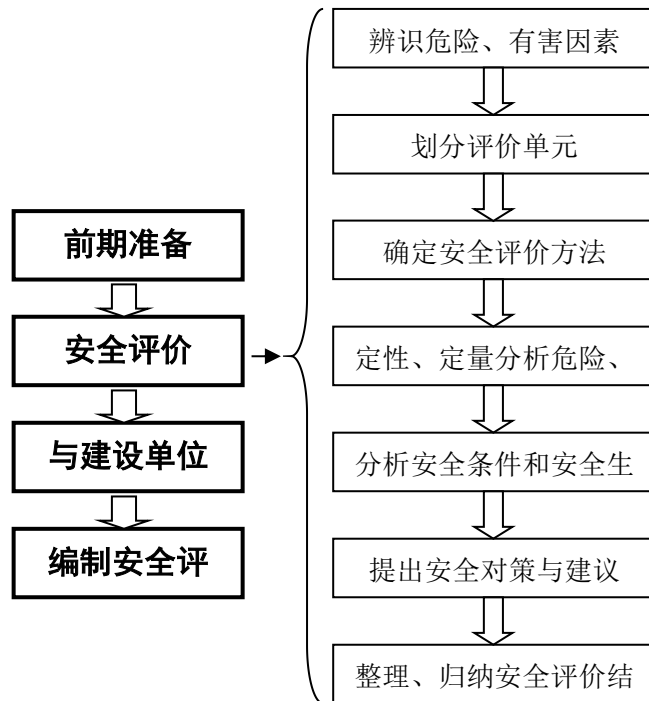 前期准备
安全评价
与建设单位
编制安全评
辨识危险、有害因素
划分评价单元
确定安全评价方法
定性、定量分析危险、
分析安全条件和安全生
提出安全对策与建议
整理、归纳安全评价结